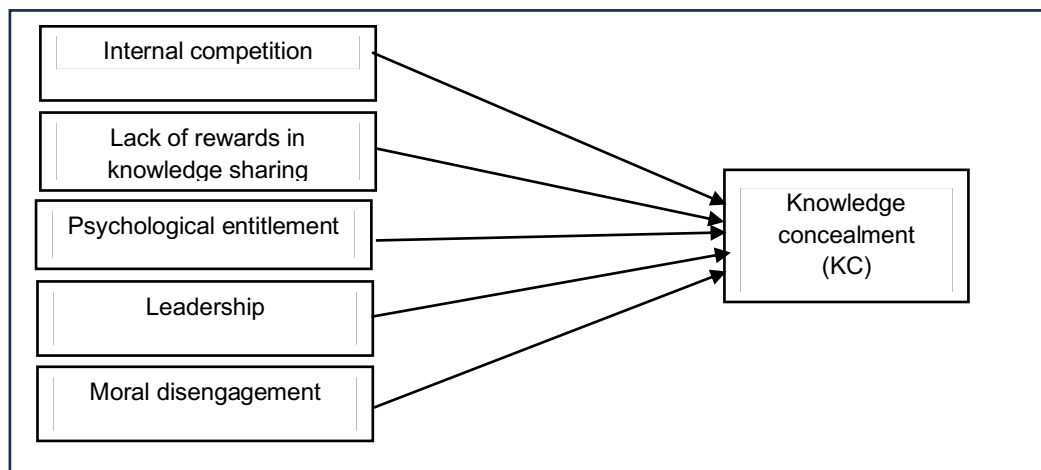 Internal competition
Lack of rewards in
knowledge sharing
Psychological entitlement
Leadership
Moral disengagement
Knowledge
concealment
(KC)